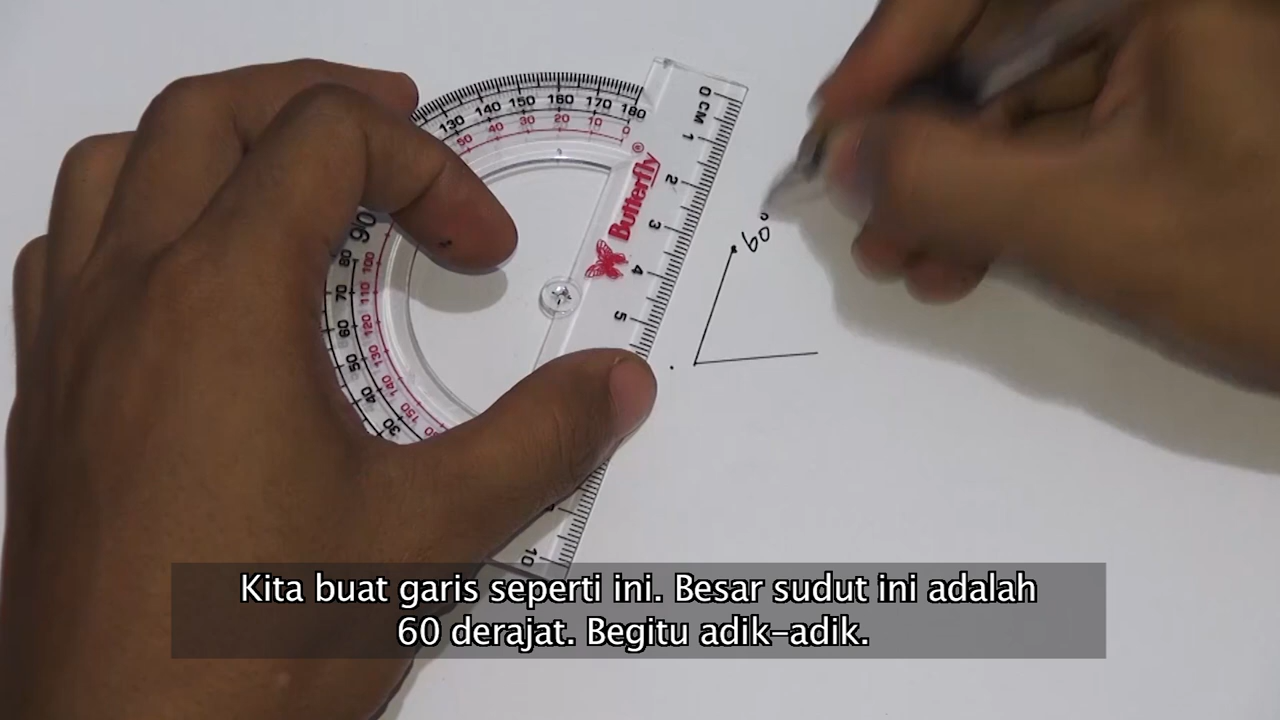 130 140 150 160 170 180
50 40 30 20 10 0
90
80 70 60 50 40 30
100 110 120 130 140 150
Butterfly®
0 CM 1 2 3 4 5
10
60°
Kita buat garis seperti ini. Besar sudut ini adalah
60 derajat. Begitu adik-adik.